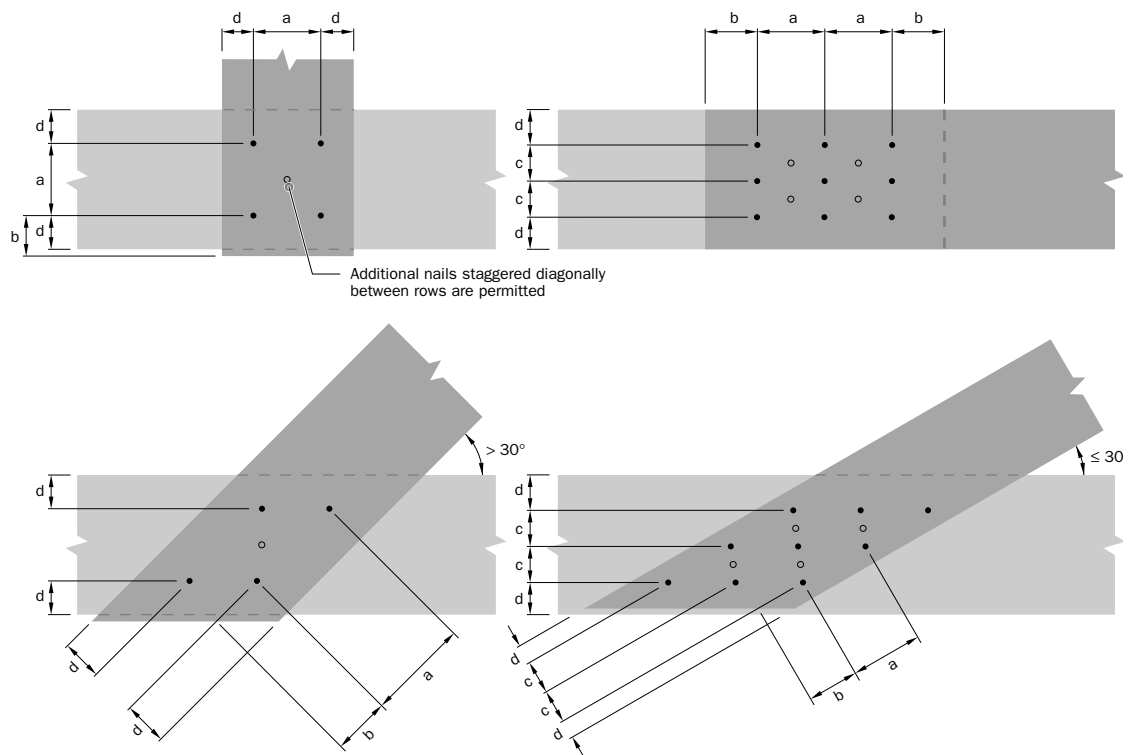 d a d
b a a b
d
a
b d
d
c
c
d
Additional nails staggered diagonally
between rows are permitted
> 30°
≤ 30
d
d
d
c
c
d
d
d
b
a
d
c
c
d
b
a